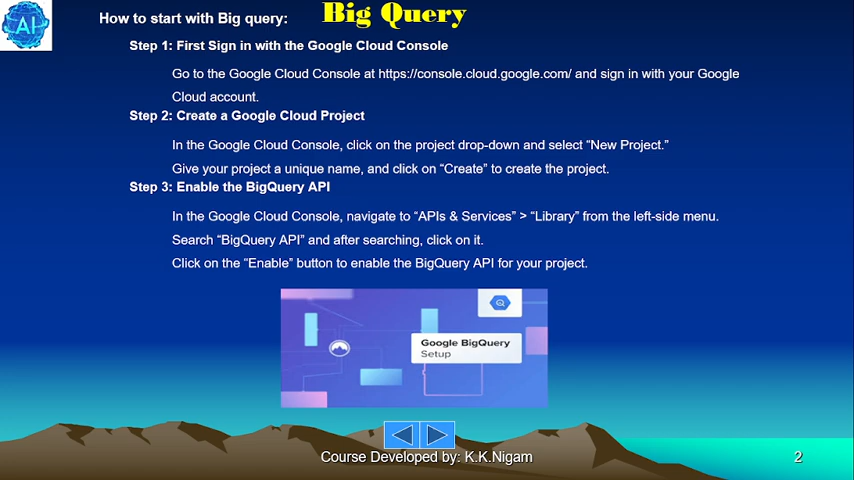 Big Query
How to start with Big query:
Step 1: First Sign in with the Google Cloud Console
Go to the Google Cloud Console at https://console.cloud.google.com/ and sign in with your Google
Cloud account.
Step 2: Create a Google Cloud Project
In the Google Cloud Console, click on the project drop-down and select “New Project.”
Give your project a unique name, and click on “Create” to create the project.
Step 3: Enable the BigQuery API
In the Google Cloud Console, navigate to “APIs & Services” > “Library” from the left-side menu.
Search “BigQuery API” and after searching, click on it.
Click on the “Enable” button to enable the BigQuery API for your project.
Google BigQuery
Setup
Course Developed by: K.K.Nigam
2
AI